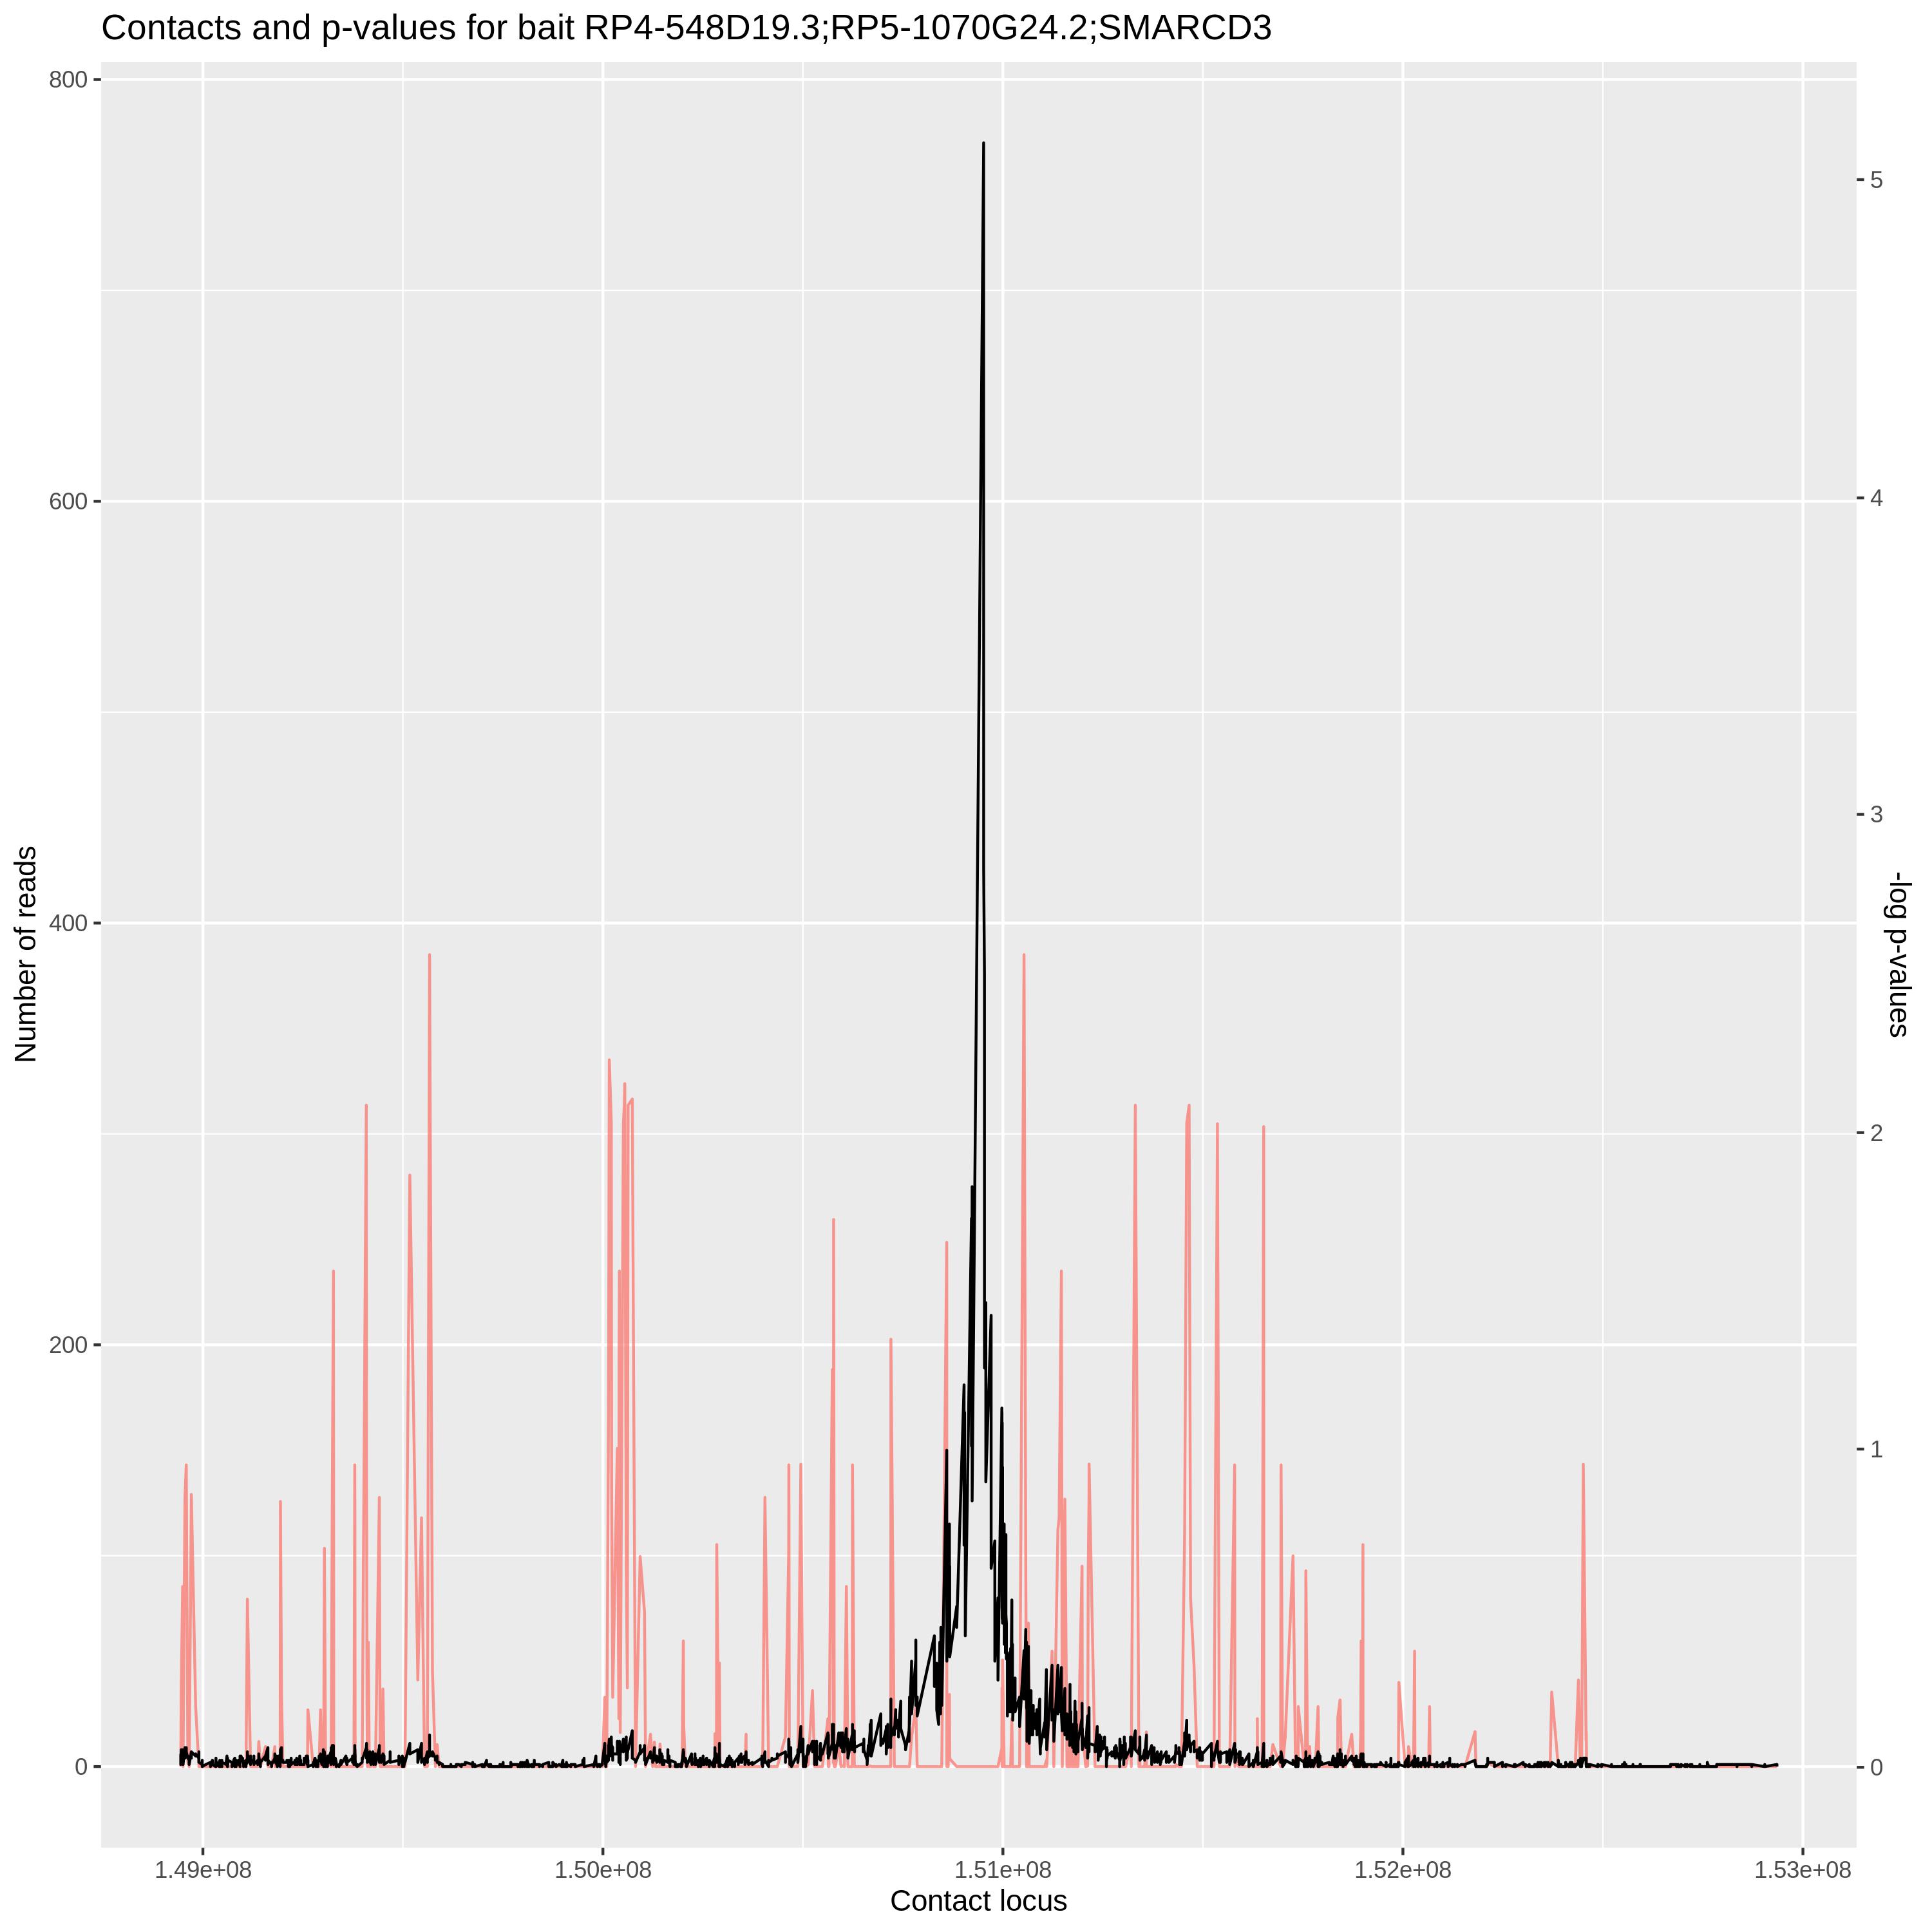 Contacts and p-values for bait RP4-548D19.3;RP5-1070G24.2;SMARCD3
800
600
400
200
0
Number of reads
5
4
3
2
1
0
-log p-values
1.49e+08 1.50e+08 1.51e+08 1.52e+08 1.53e+08
Contact locus